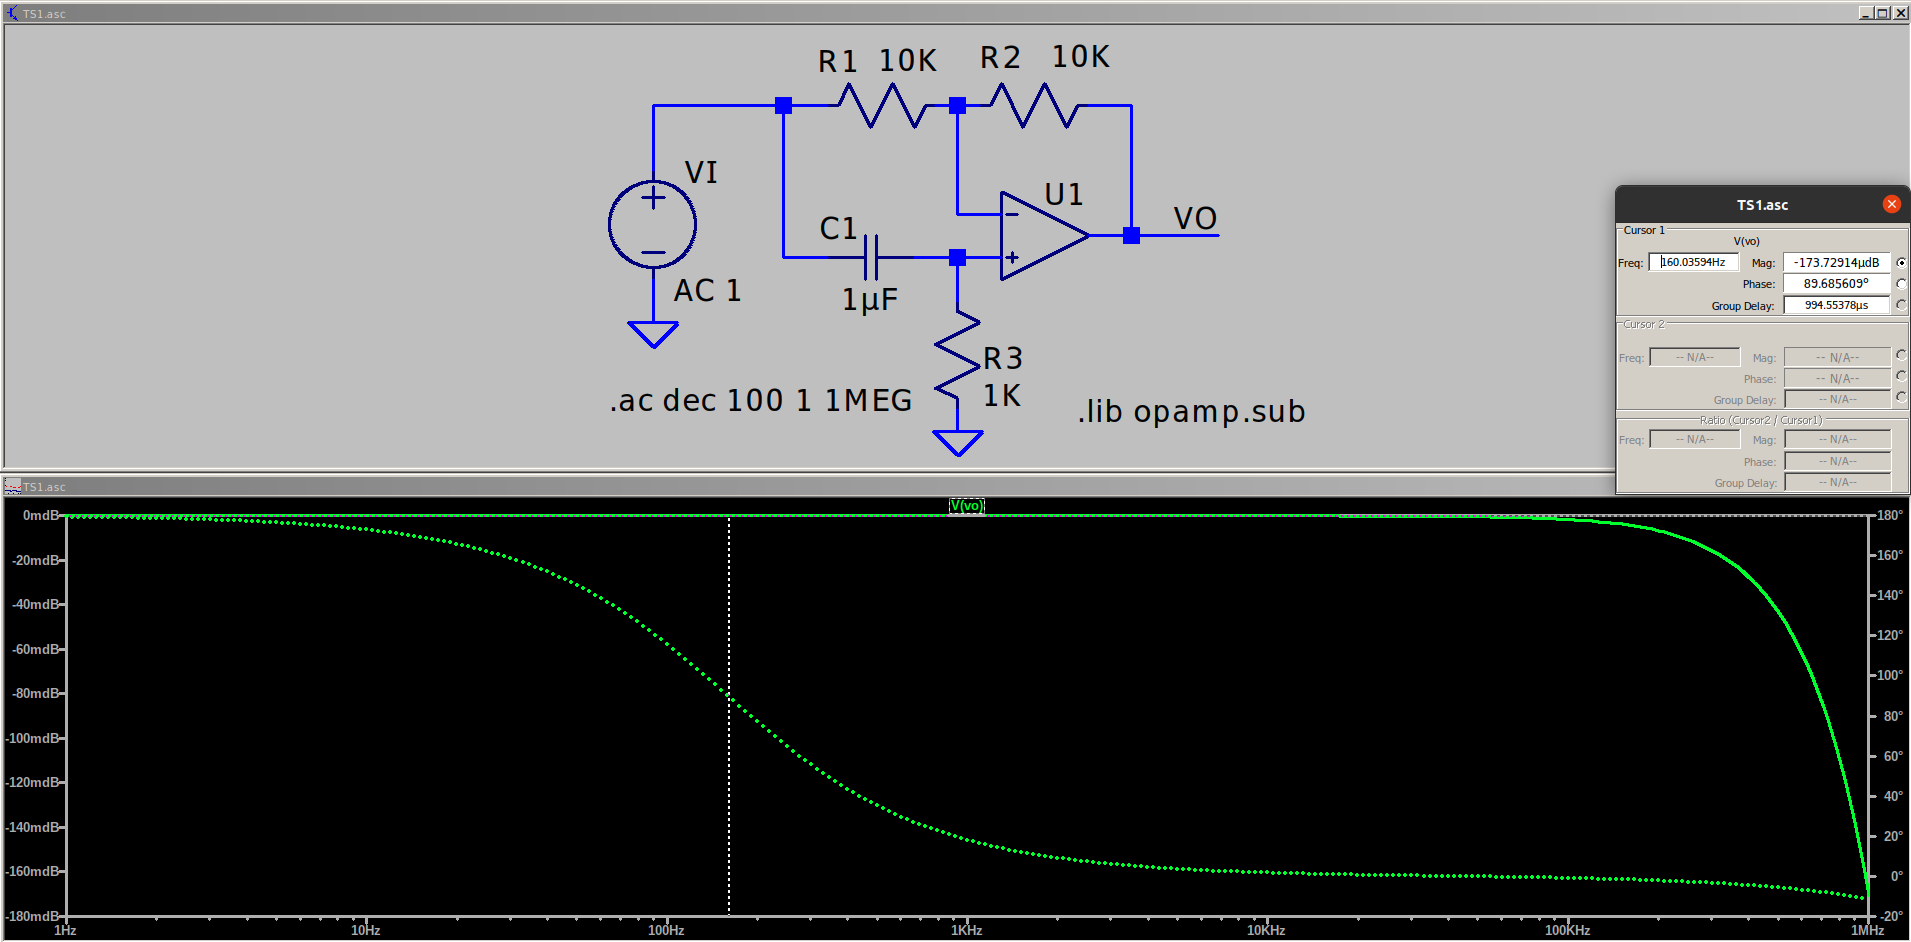 TS1.asc
R1 10K R2 10K
VI
U1
VO
C1
AC 1
1µF
R3
1K
.ac dec 100 1 1MEG
.lib opamp.sub
TS1.asc
Cursor 1
V(vo)
Freq: 160.03594Hz Mag: -173.72914µdB
Phase: 89.685609°
Group Delay: 994.55378µs
Cursor 2
Freq: -- N/A-- Mag: -- N/A--
Phase: -- N/A--
Group Delay: -- N/A--
Ratio (Cursor2 / Cursor1)
Freq: -- N/A-- Mag: -- N/A--
Phase: -- N/A--
Group Delay: -- N/A--
TS1.asc
V(vo)
0mdB 180°
-20mdB 160°
-40mdB 140°
-60mdB 120°
-80mdB 100°
-100mdB 80°
-120mdB 60°
-140mdB 40°
-160mdB 20°
-180mdB 0°
-20°
1Hz 10Hz 100Hz 1KHz 10KHz 100KHz 1MHz